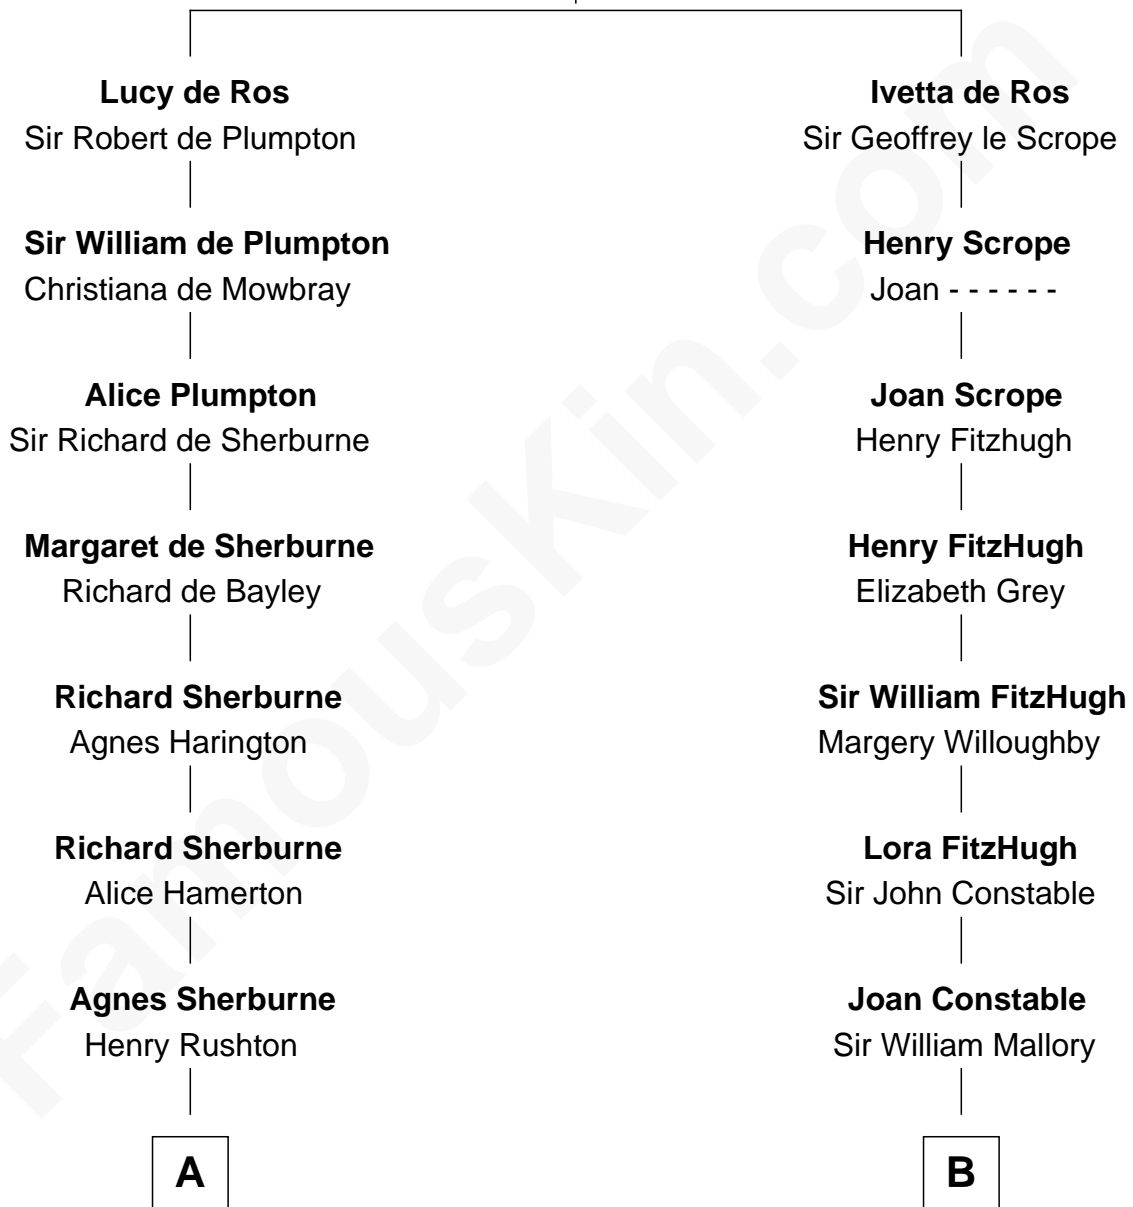 Lucy de Ros
Sir Robert de Plumpton
Ivetta de Ros
Sir Geoffrey le Scrope
Sir William de Plumpton
Christiana de Mowbray
Henry Scrope
Joan - - - - - -
Alice Plumpton
Sir Richard de Sherburne
Joan Scrope
Henry Fitzhugh
Margaret de Sherburne
Richard de Bayley
Henry FitzHugh
Elizabeth Grey
Richard Sherburne
Agnes Harington
Sir William FitzHugh
Margery Willoughby
Richard Sherburne
Alice Hamerton
Lora FitzHugh
Sir John Constable
Agnes Sherburne
Henry Rushton
Joan Constable
Sir William Mallory
A
B
FamousKin.com